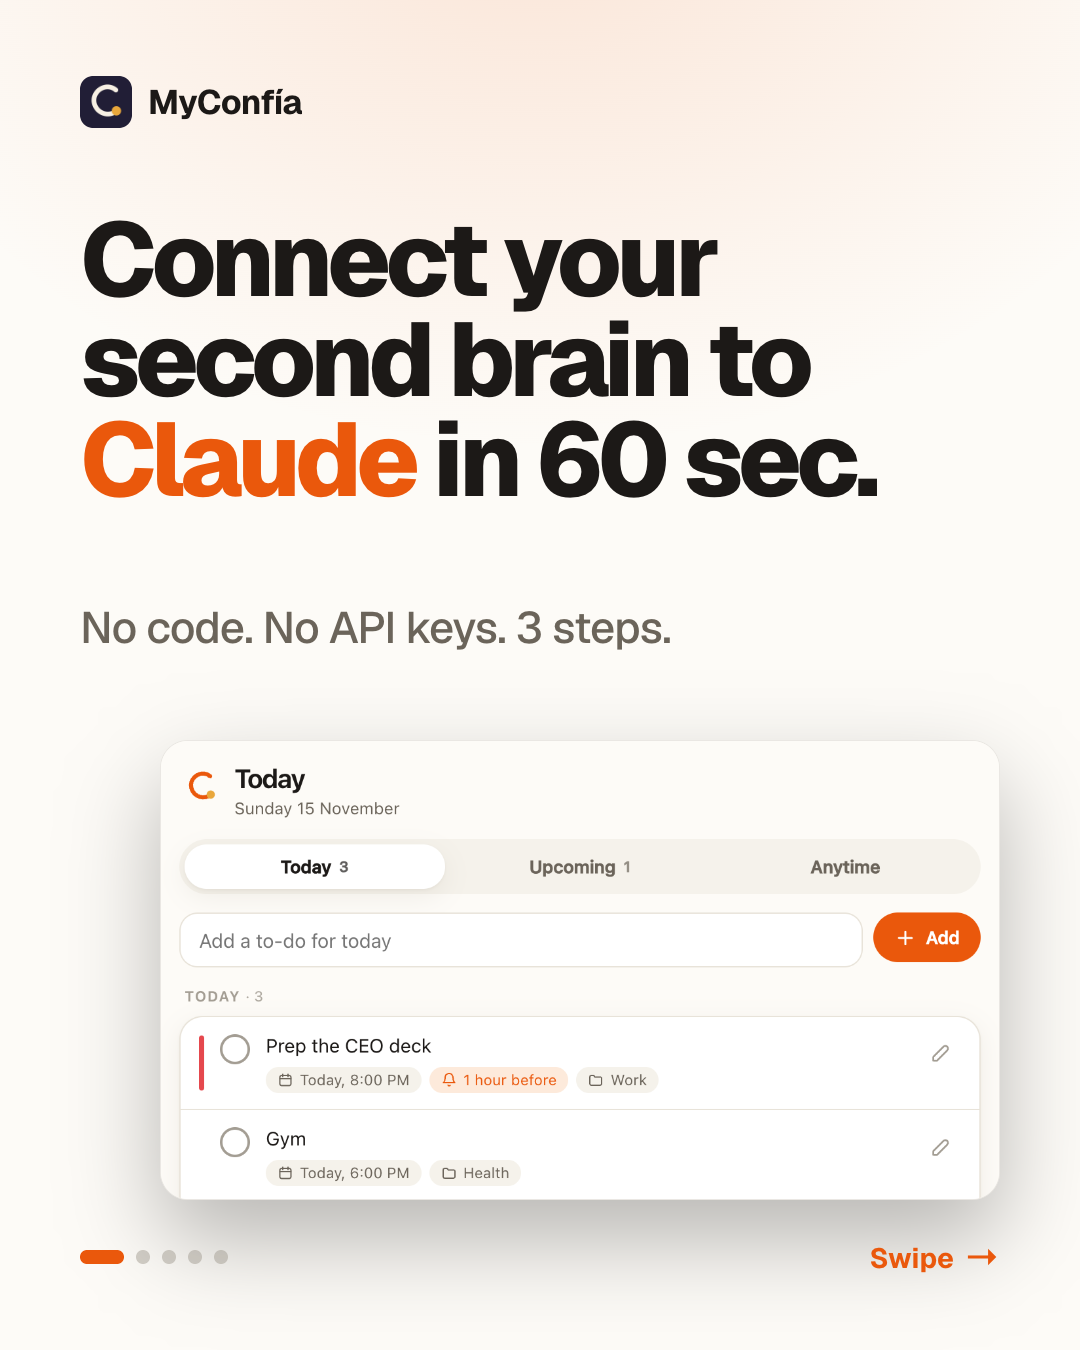 MyConfía
Connect your
second brain to
Claude in 60 sec.
No code. No API keys. 3 steps.
Today
Sunday 15 November
Today 3
Upcoming 1
Anytime
Add a to-do for today
+ Add
TODAY · 3
Prep the CEO deck
Today, 8:00 PM
1 hour before
Work
Gym
Today, 6:00 PM
Health
Swipe →